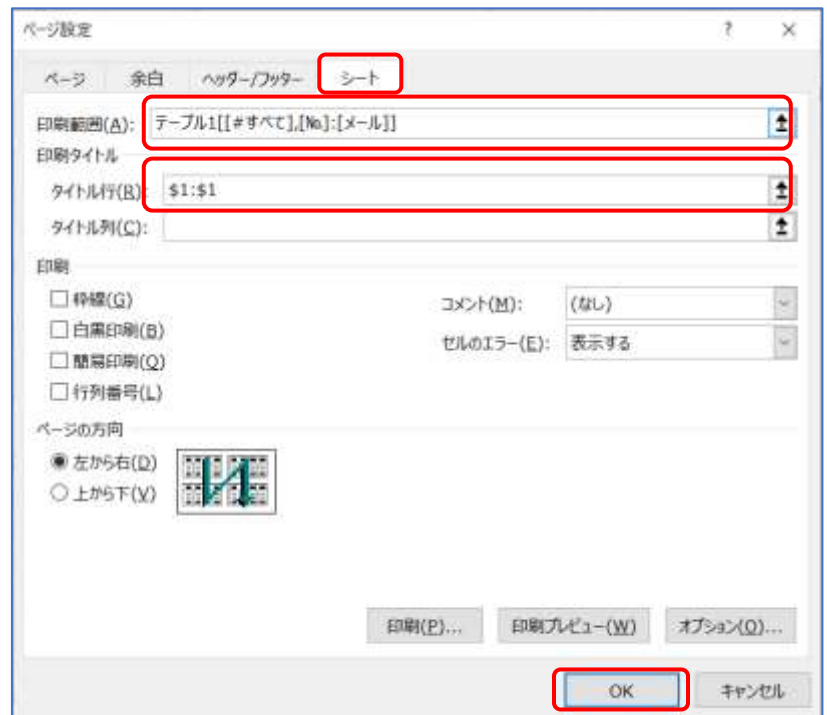 ページ設定 ? ×
ページ 余白 ヘッダー/フッター シート
印刷範囲(A): テーブル1[[#すべて],[№]:[メール]]
印刷タイトル
タイトル行(R): $1:$1
タイトル列(C):
印刷
枠線(G) コメント(M): (なし)
白黒印刷(B) セルのエラー(E): 表示する
簡易印刷(Q)
行列番号(L)
ページの方向
左から右(D)
上から下(V)
印刷(P)... 印刷プレビュー(W) オプション(O)...
OK キャンセル